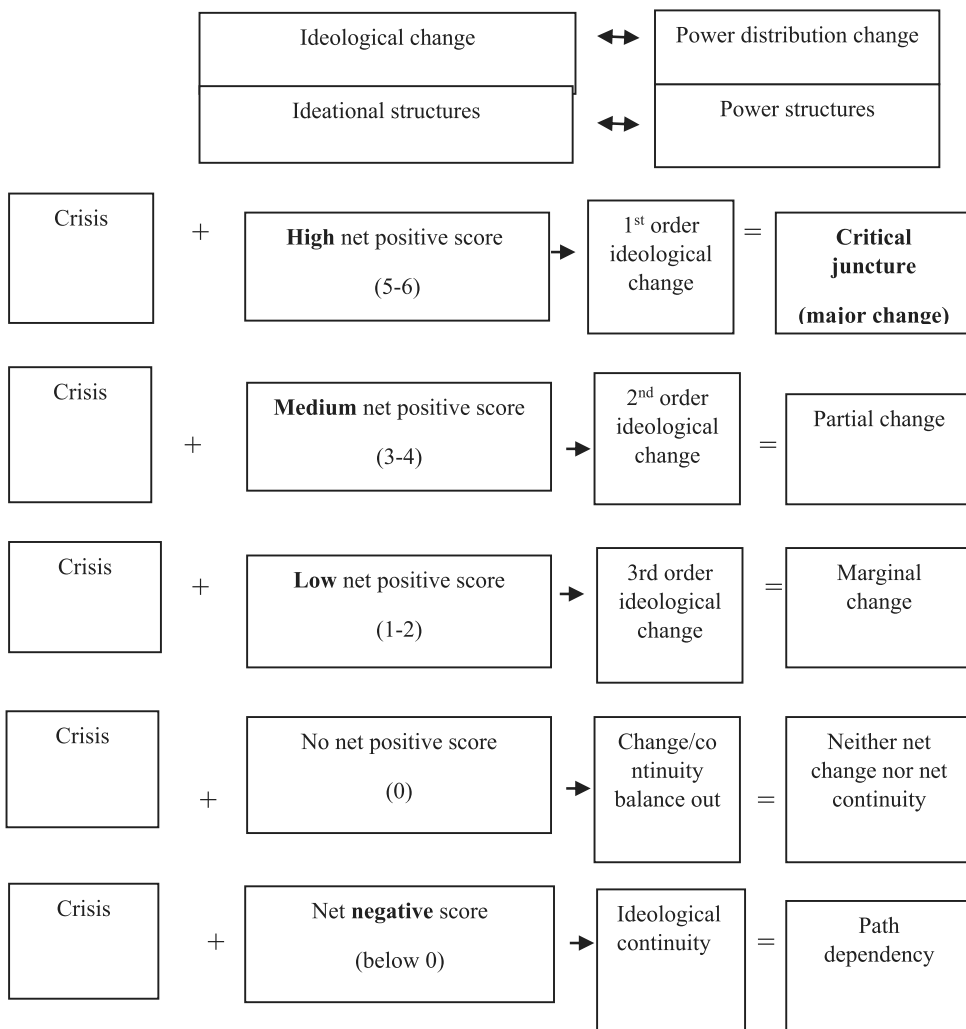 Ideological change
Power distribution change
Ideational structures
Power structures
Crisis
+
High net positive score
(5-6)
1st order
ideological
change
=
Critical
juncture
(major change)
Crisis
+
Medium net positive score
(3-4)
2nd order
ideological
change
=
Partial change
Crisis
+
Low net positive score
(1-2)
3rd order
ideological
change
=
Marginal
change
Crisis
+
No net positive score
(0)
Change/co
ntinuity
balance out
=
Neither net
change nor net
continuity
Crisis
+
Net negative score
(below 0)
Ideological
continuity
=
Path
dependency